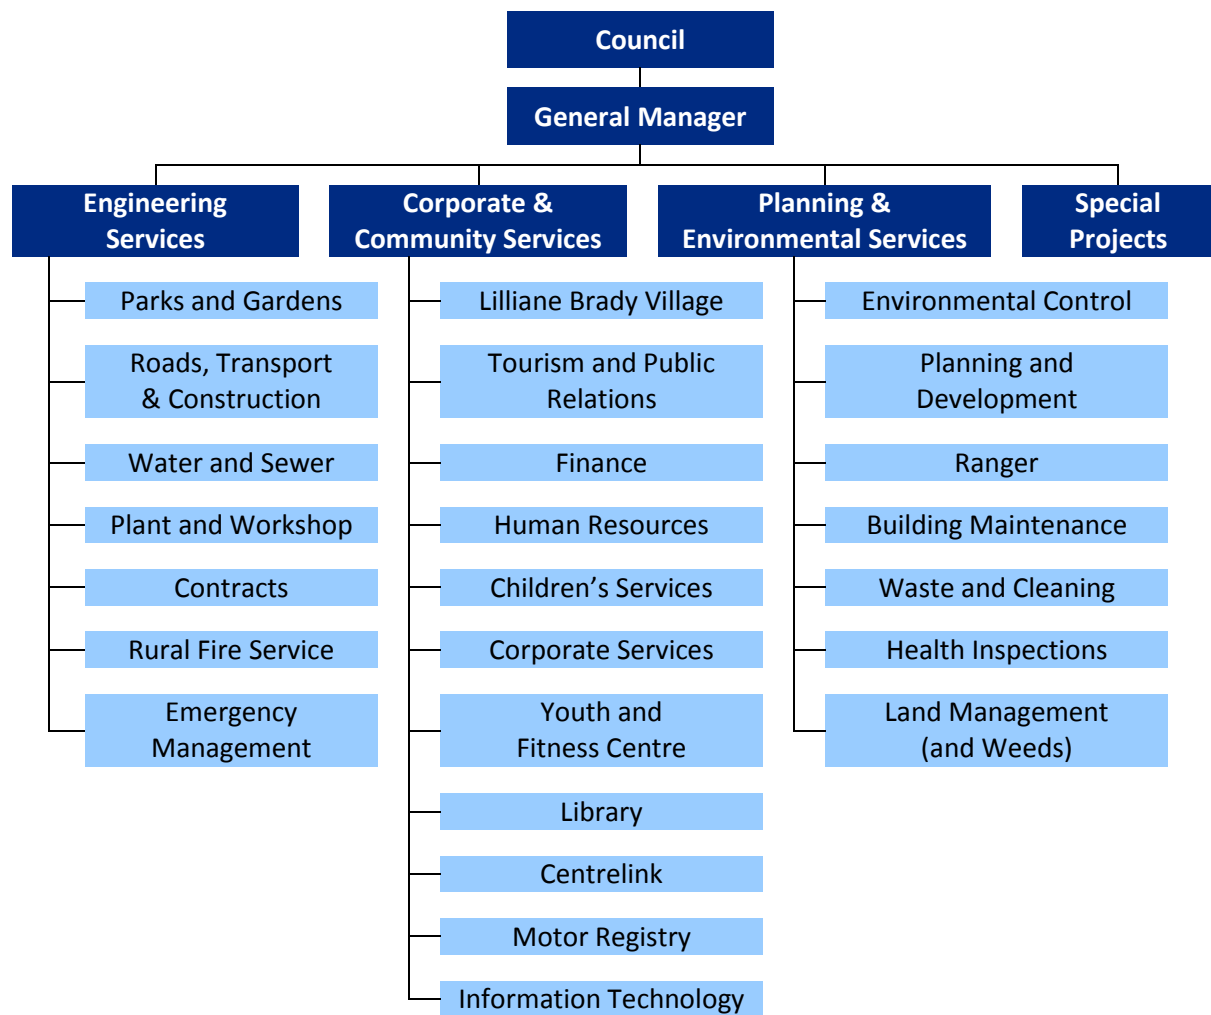 Council
General Manager
Engineering
Services
Corporate &
Community Services
Planning &
Environmental Services
Special
Projects
Parks and Gardens
Roads, Transport
& Construction
Water and Sewer
Plant and Workshop
Contracts
Rural Fire Service
Emergency
Management
Lilliane Brady Village
Tourism and Public
Relations
Finance
Human Resources
Children’s Services
Corporate Services
Youth and
Fitness Centre
Library
Centrelink
Motor Registry
Information Technology
Environmental Control
Planning and
Development
Ranger
Building Maintenance
Waste and Cleaning
Health Inspections
Land Management
(and Weeds)